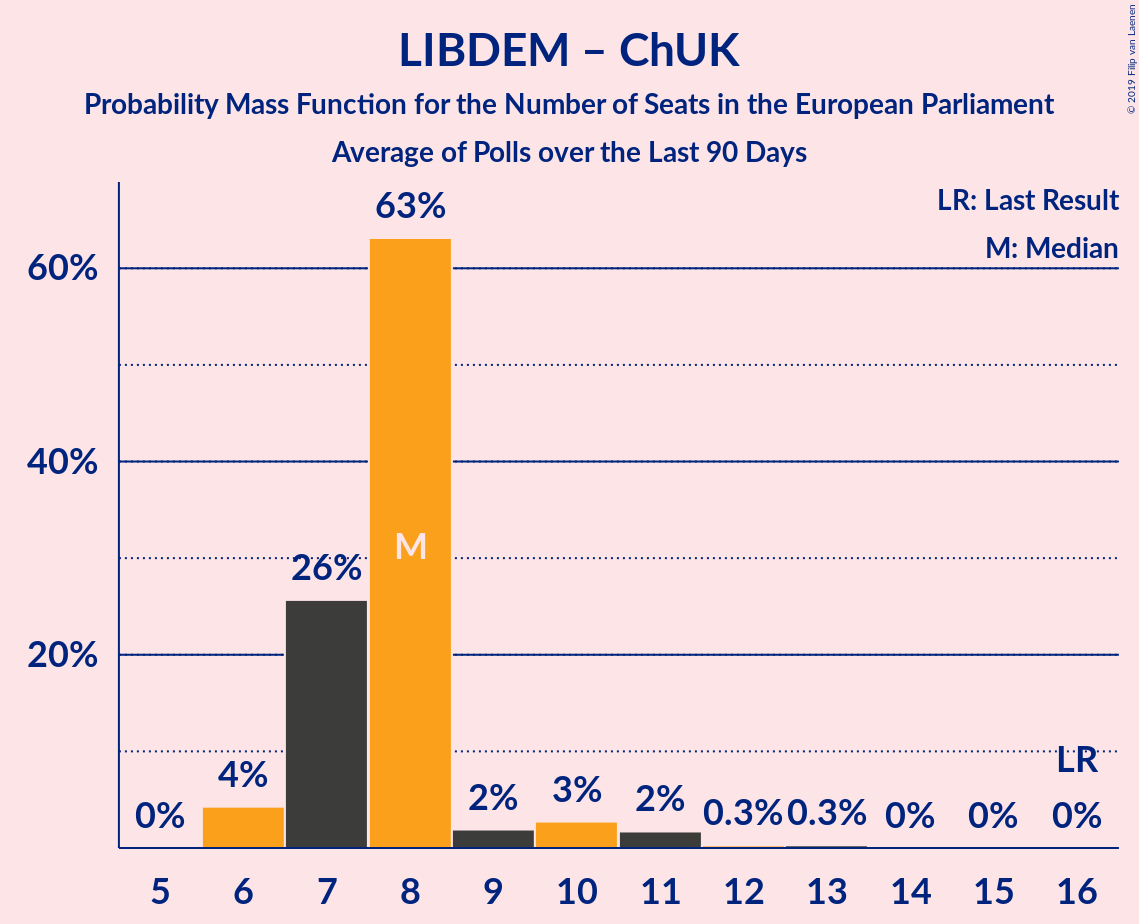 LIBDEM – ChUK
Probability Mass Function for the Number of Seats in the European Parliament
Average of Polls over the Last 90 Days
© 2019 Filip van Laenen
LR: Last Result
M: Median
60%
40%
20%
0%
4%
26%
63%
M
2%
3%
2%
0.3%
0.3%
0%
0%
LR
0%
5 6 7 8 9 10 11 12 13 14 15 16